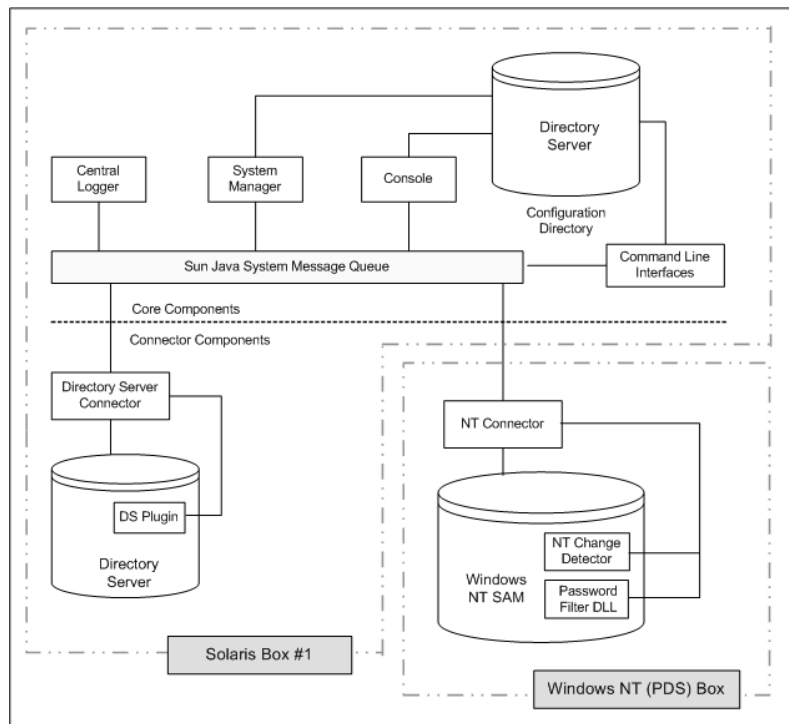 Directory
Server
Central
Logger
System
Manager
Console
Configuration
Directory
Sun Java System Message Queue
Command Line
Interfaces
Core Components
Connector Components
Directory Server
Connector
NT Connector
DS Plugin
Directory
Server
NT Change
Detector
Windows
NT SAM
Password
Filter DLL
Solaris Box #1
Windows NT (PDS) Box